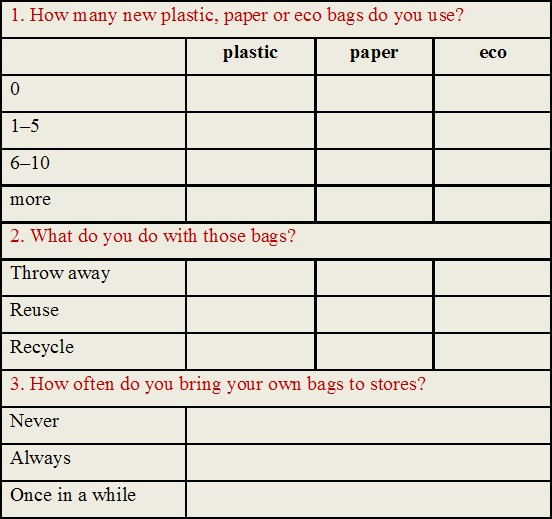 1. How many new plastic, paper or eco bags do you use?
plastic paper eco
0
1–5
6–10
more
2. What do you do with those bags?
Throw away
Reuse
Recycle
3. How often do you bring your own bags to stores?
Never
Always
Once in a while